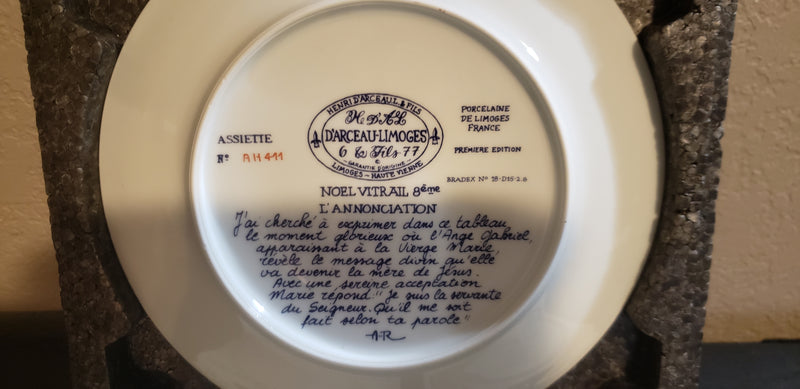 HENRI D'ARCEAU & FILS
H. D'A.L
D'ARCEAU-LIMOGES
6 & Fils 77
GARANTIE D'ORIGINE
©
LIMOGES - HAUTE VIENNE
ASSIETTE
No AH411
PORCELAINE
DE LIMOGES
FRANCE
PREMIERE EDITION
BRADEX No 18-D15-2.8
NOEL VITRAIL 8ème
L'ANNONCIATION
J'ai cherché à exprimer dans ce tableau,
le moment glorieux où l'Ange Gabriel,
apparaissant à la Vierge Marie,
révèle le message divin qu'elle
va devenir la mère de Jésus.
Avec une sereine acceptation
Marie répond: "Je suis la servante
du Seigneur. Qu'il me soit
fait selon ta parole"
AR